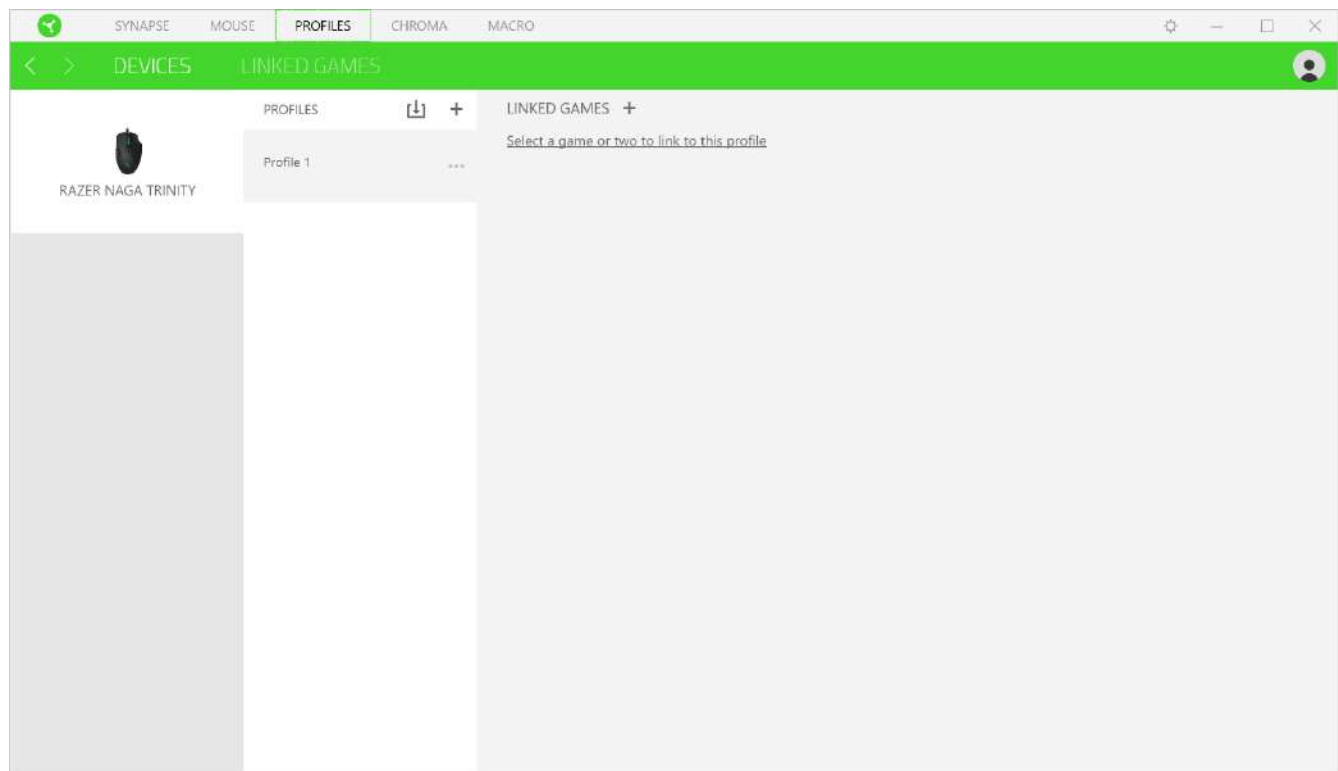 SYNAPSE MOUSE PROFILES CHROMA MACRO
DEVICES LINKED GAMES
RAZER NAGA TRINITY
PROFILES
Profile 1
LINKED GAMES
Select a game or two to link to this profile